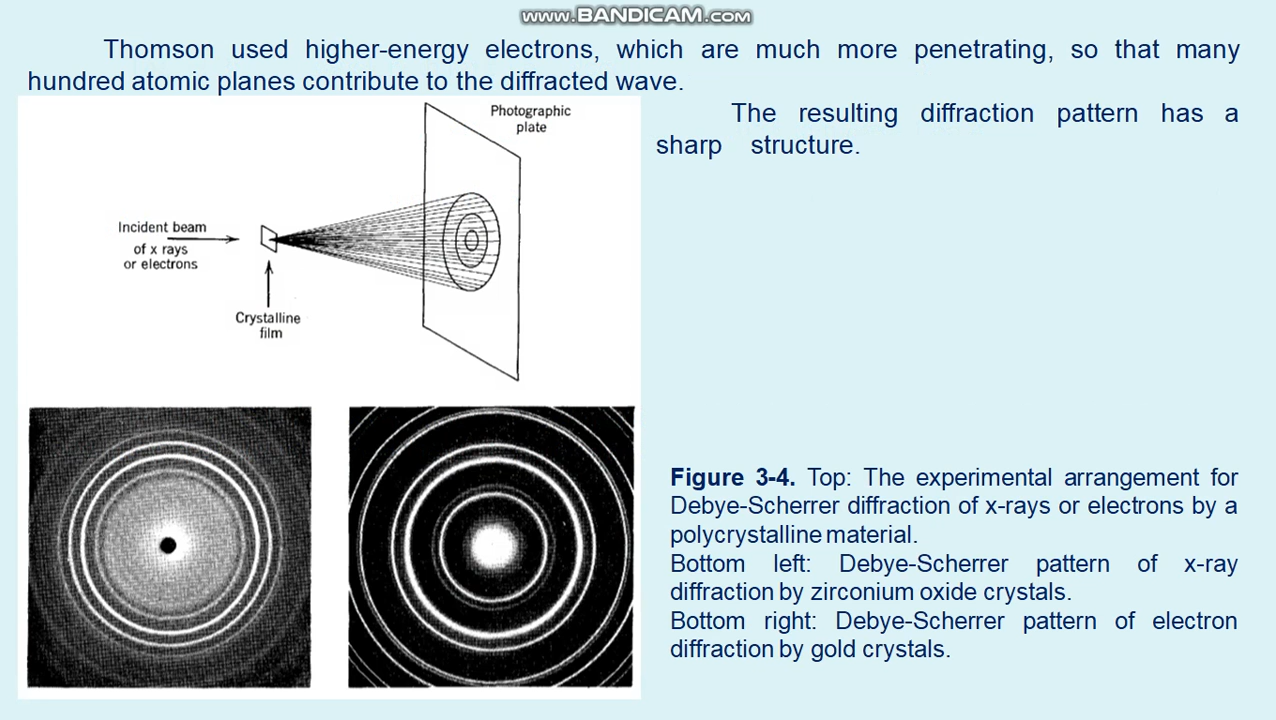 www.BANDICAM.com
Thomson used higher-energy electrons, which are much more penetrating, so that many
hundred atomic planes contribute to the diffracted wave.
The resulting diffraction pattern has a
sharp structure.
Photographic
plate
Incident beam
of x rays
or electrons
Crystalline
film
Figure 3-4. Top: The experimental arrangement for
Debye-Scherrer diffraction of x-rays or electrons by a
polycrystalline material.
Bottom left: Debye-Scherrer pattern of x-ray
diffraction by zirconium oxide crystals.
Bottom right: Debye-Scherrer pattern of electron
diffraction by gold crystals.